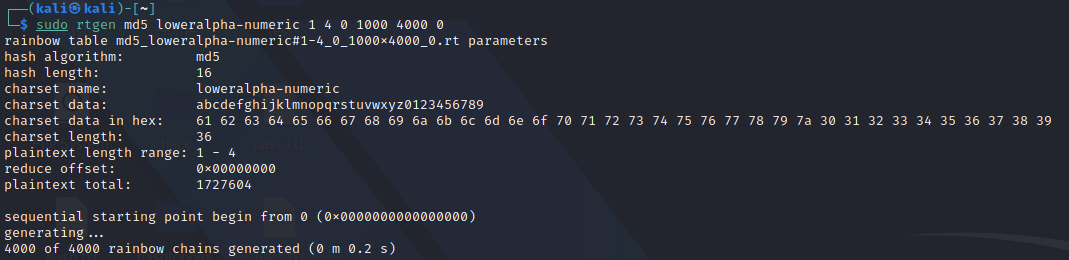 ┌──(kali㉿kali)-[~]
└─$ sudo rtgen md5 loweralpha-numeric 1 4 0 1000 4000 0
rainbow table md5_loweralpha-numeric#1-4_0_1000×4000_0.rt parameters
hash algorithm: md5
hash length: 16
charset name: loweralpha-numeric
charset data: abcdefghijklmnopqrstuvwxyz0123456789
charset data in hex: 61 62 63 64 65 66 67 68 69 6a 6b 6c 6d 6e 6f 70 71 72 73 74 75 76 77 78 79 7a 30 31 32 33 34 35 36 37 38 39
charset length: 36
plaintext length range: 1 - 4
reduce offset: 0×00000000
plaintext total: 1727604
sequential starting point begin from 0 (0×0000000000000000)
generating...
4000 of 4000 rainbow chains generated (0 m 0.2 s)